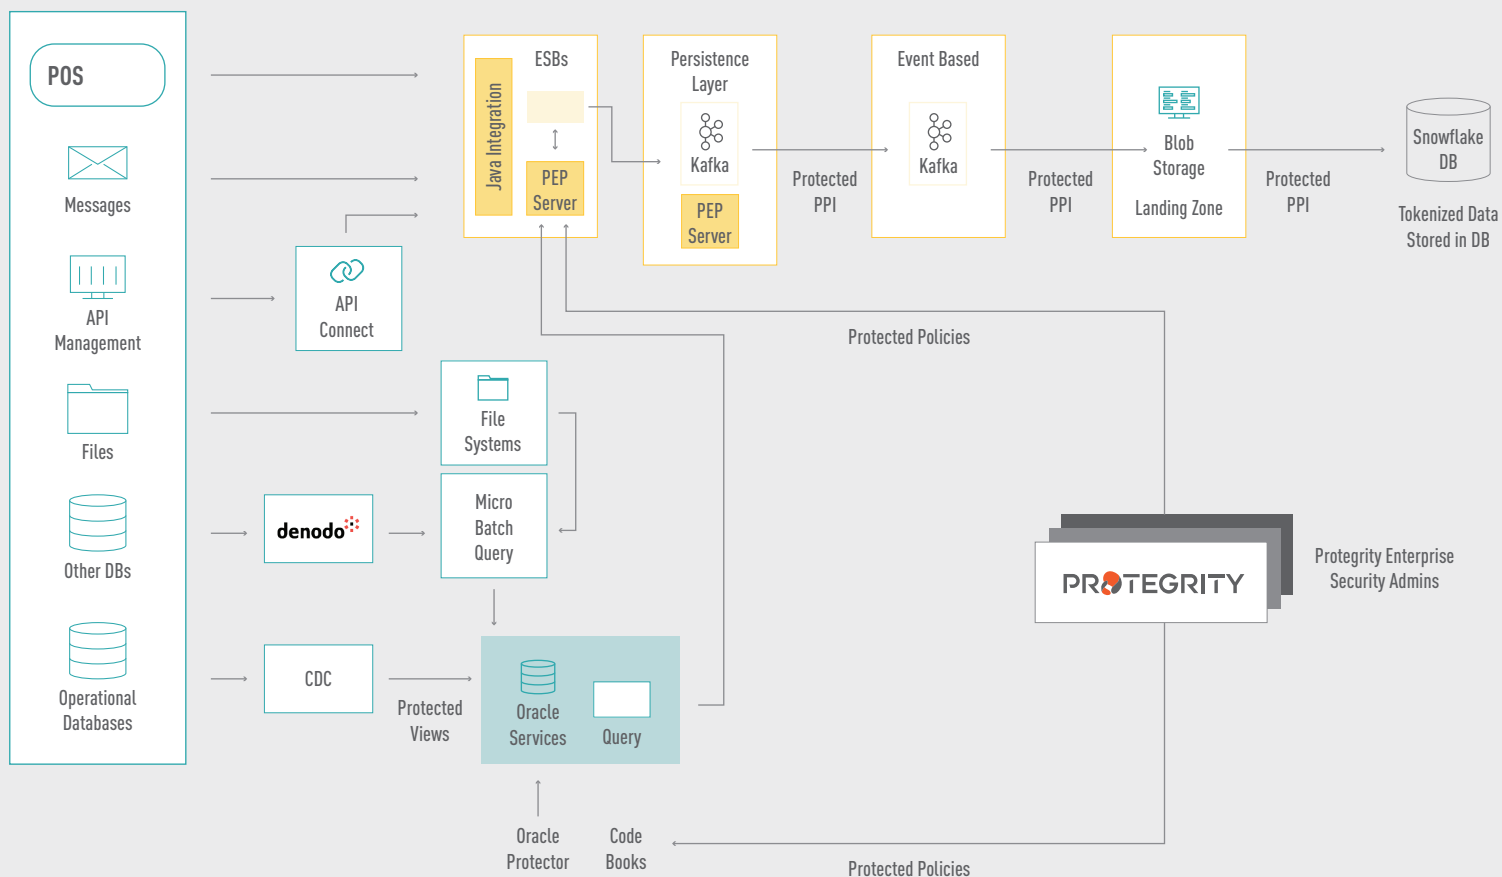 POS
Messages
API
Management
Files
Other DBs
Operational
Databases
API
Connect
denodo
CDC
File
Systems
Micro
Batch
Query
Protected
Views
Oracle
Services
Query
Oracle
Protector
Code
Books
ESBs
Java Integration
PEP
Server
Persistence
Layer
Kafka
PEP
Server
Protected
PPI
Event Based
Kafka
Protected
PPI
Blob
Storage
Landing Zone
Protected
PPI
Snowflake
DB
Tokenized Data
Stored in DB
Protected Policies
PROTEGRITY
Protegrity Enterprise
Security Admins
Protected Policies